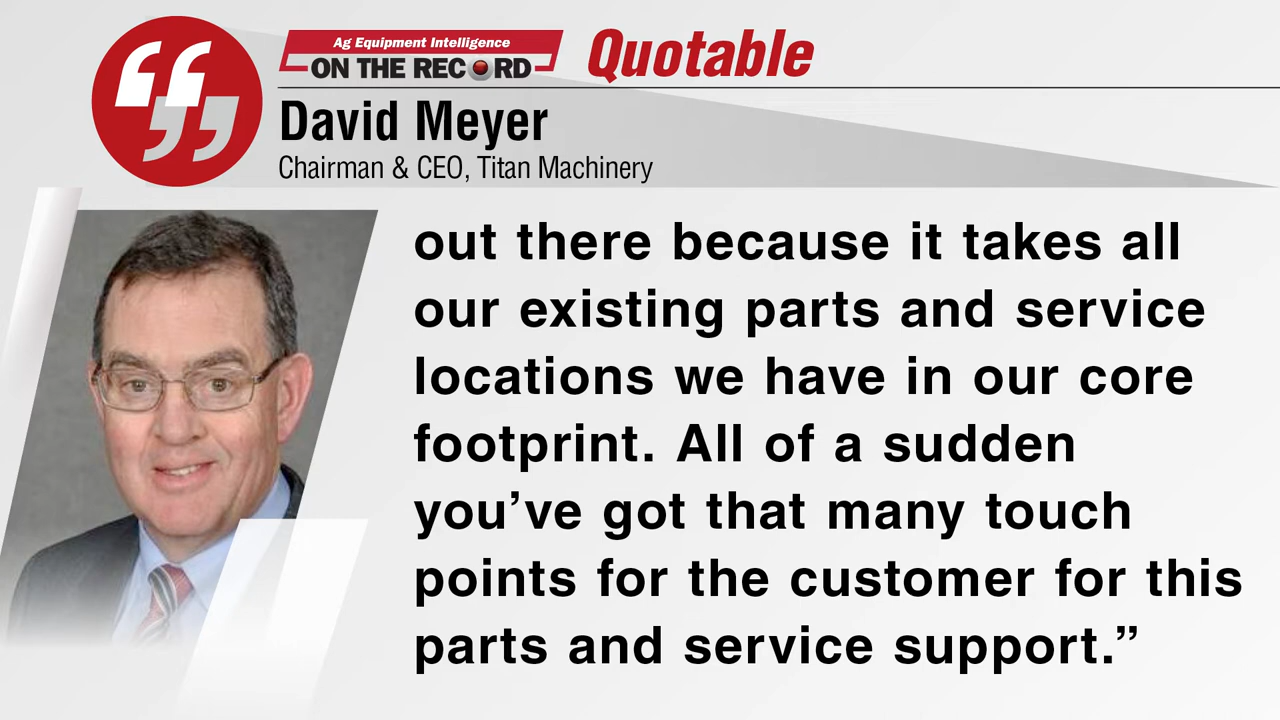 Ag Equipment Intelligence
ON THE RECORD
Quotable
David Meyer
Chairman & CEO, Titan Machinery
out there because it takes all
our existing parts and service
locations we have in our core
footprint. All of a sudden
you’ve got that many touch
points for the customer for this
parts and service support.”